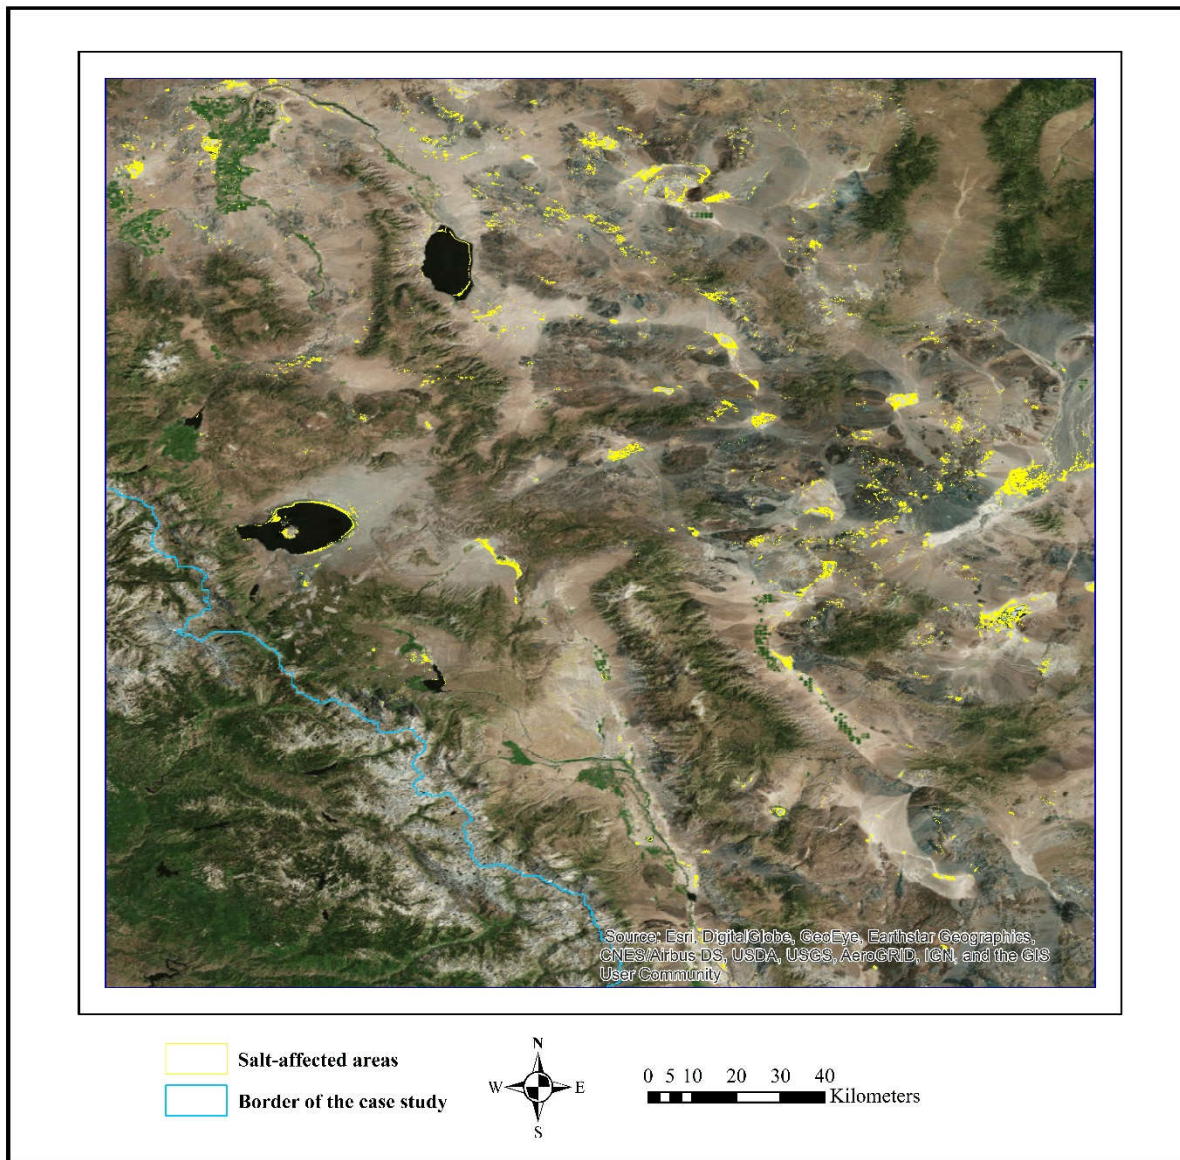 Source: Esri, DigitalGlobe, GeoEye, Earthstar Geographics,
CNES/Airbus DS, USDA, USGS, AeroGRID, IGN, and the GIS
User Community
Salt-affected areas
Border of the case study
N
W E
S
0 5 10 20 30 40
Kilometers